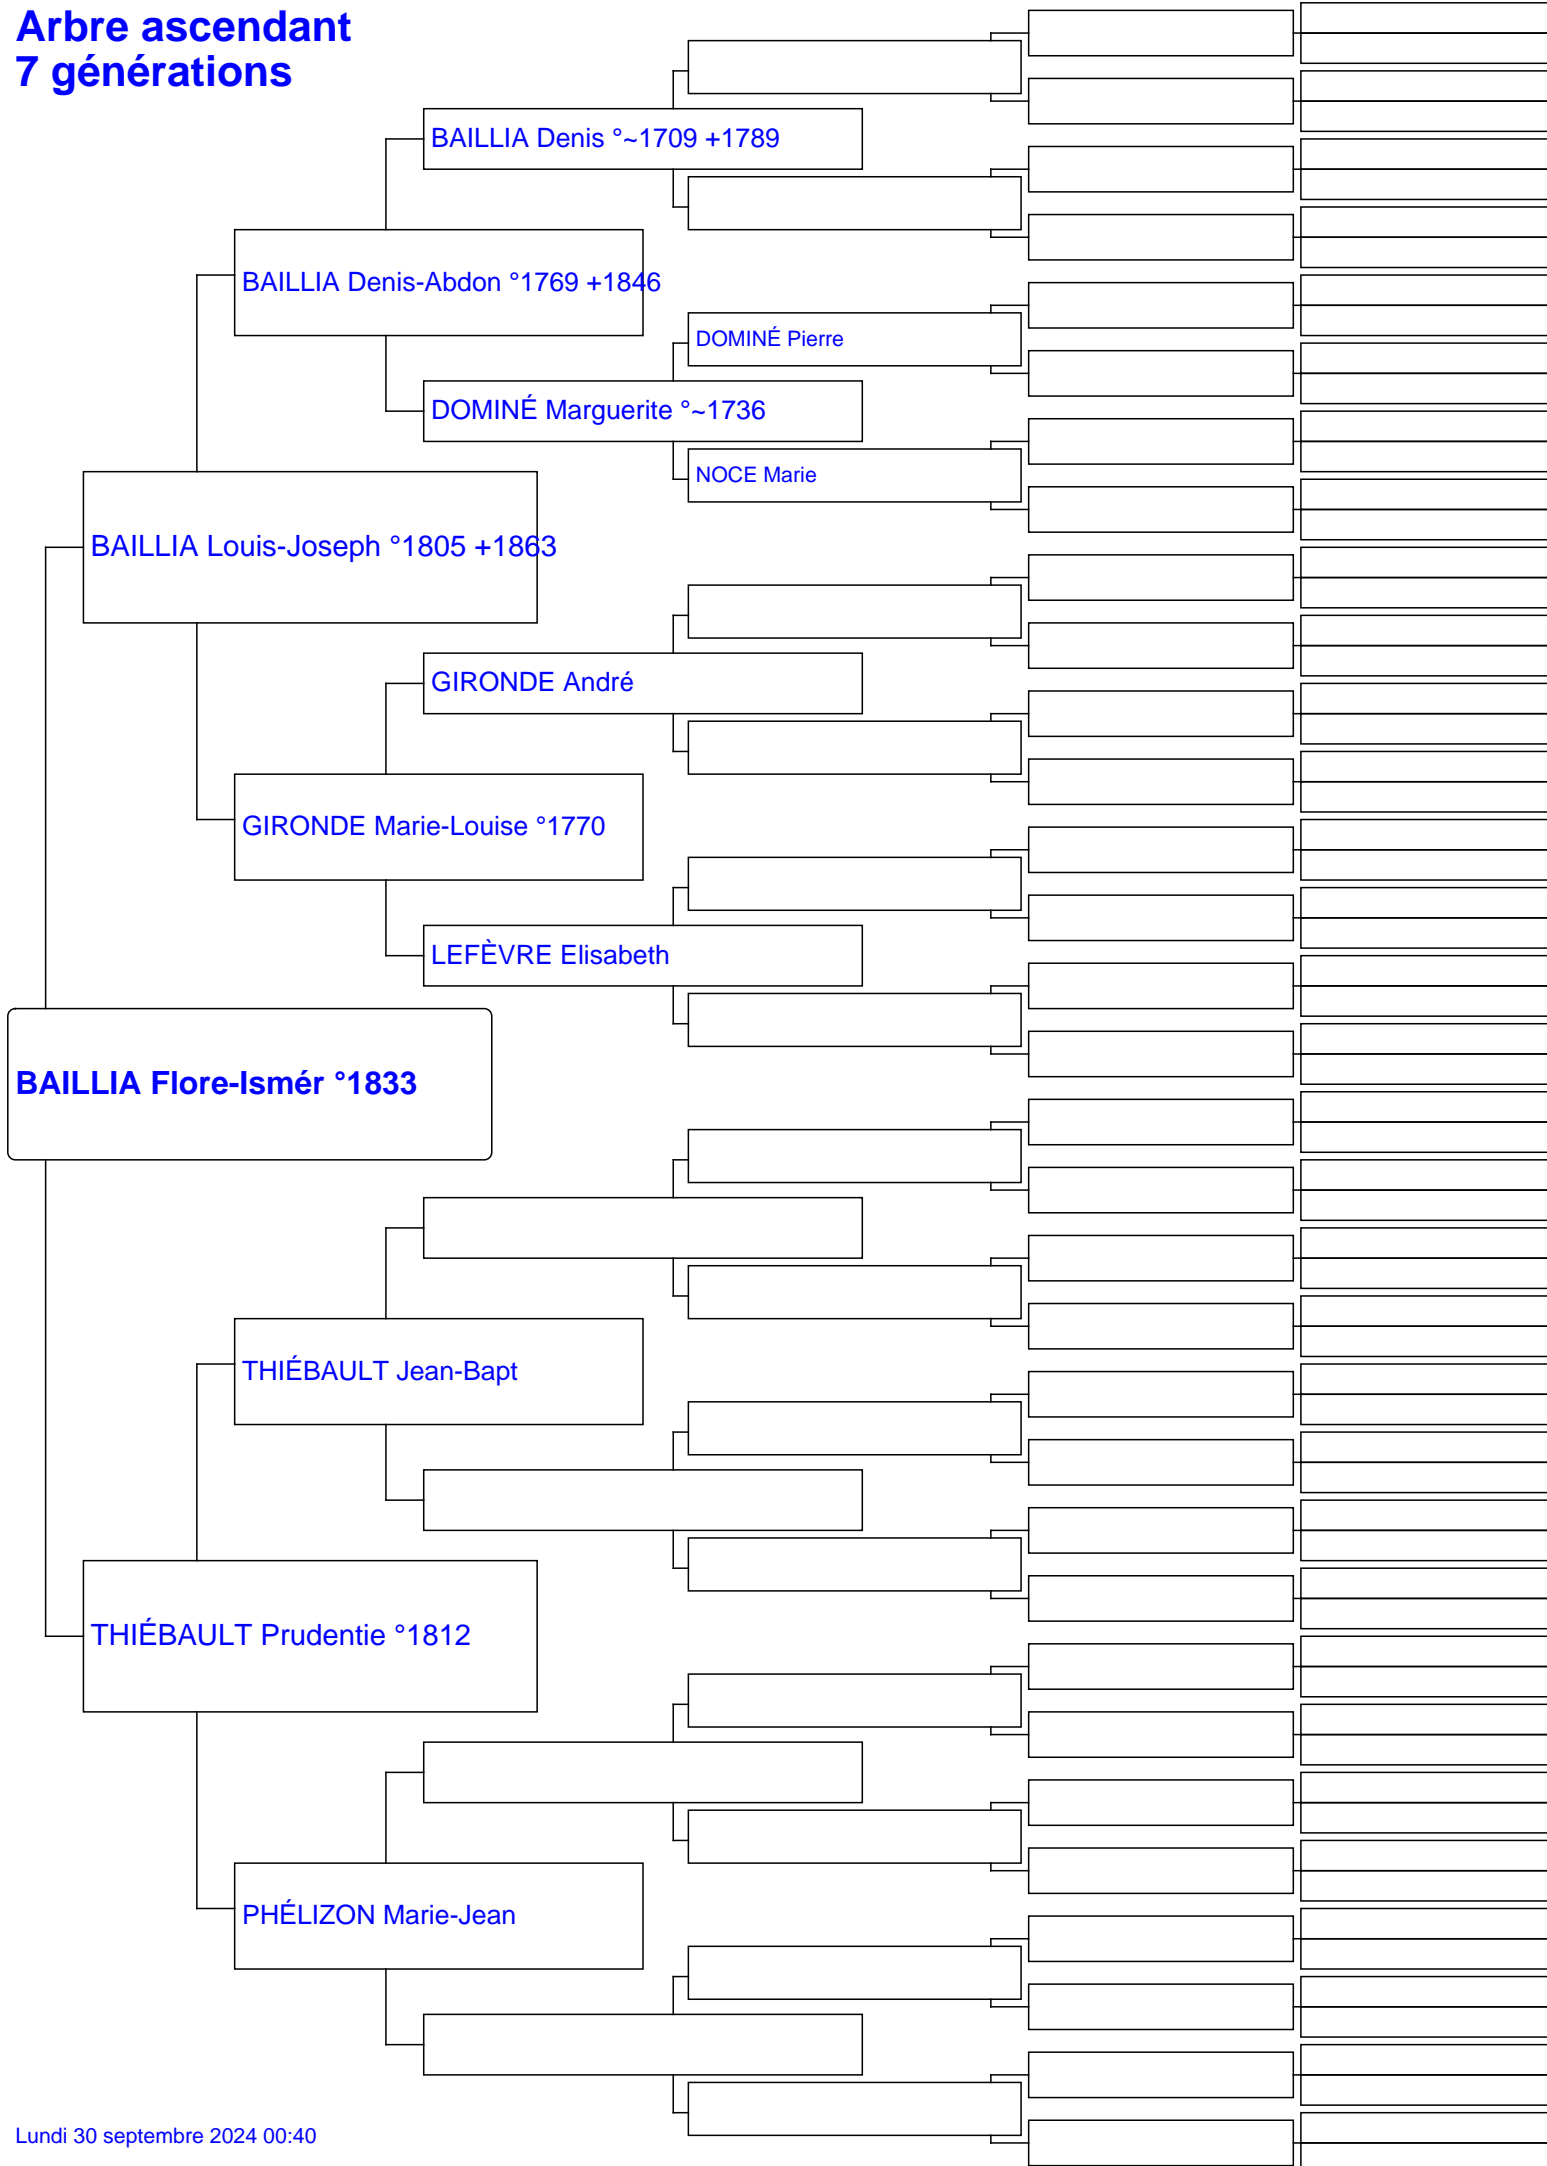 Arbre ascendant
7 générations
BAILLIA Denis °~1709 +1789
BAILLIA Denis-Abdon °1769 +1846
DOMINÉ Pierre
DOMINÉ Marguerite °~1736
NOCE Marie
BAILLIA Louis-Joseph °1805 +1863
GIRONDE André
GIRONDE Marie-Louise °1770
LEFÈVRE Elisabeth
BAILLIA Flore-Ismér °1833
THIÉBAULT Jean-Bapt
THIÉBAULT Prudentie °1812
PHÉLIZON Marie-Jean
Lundi 30 septembre 2024 00:40